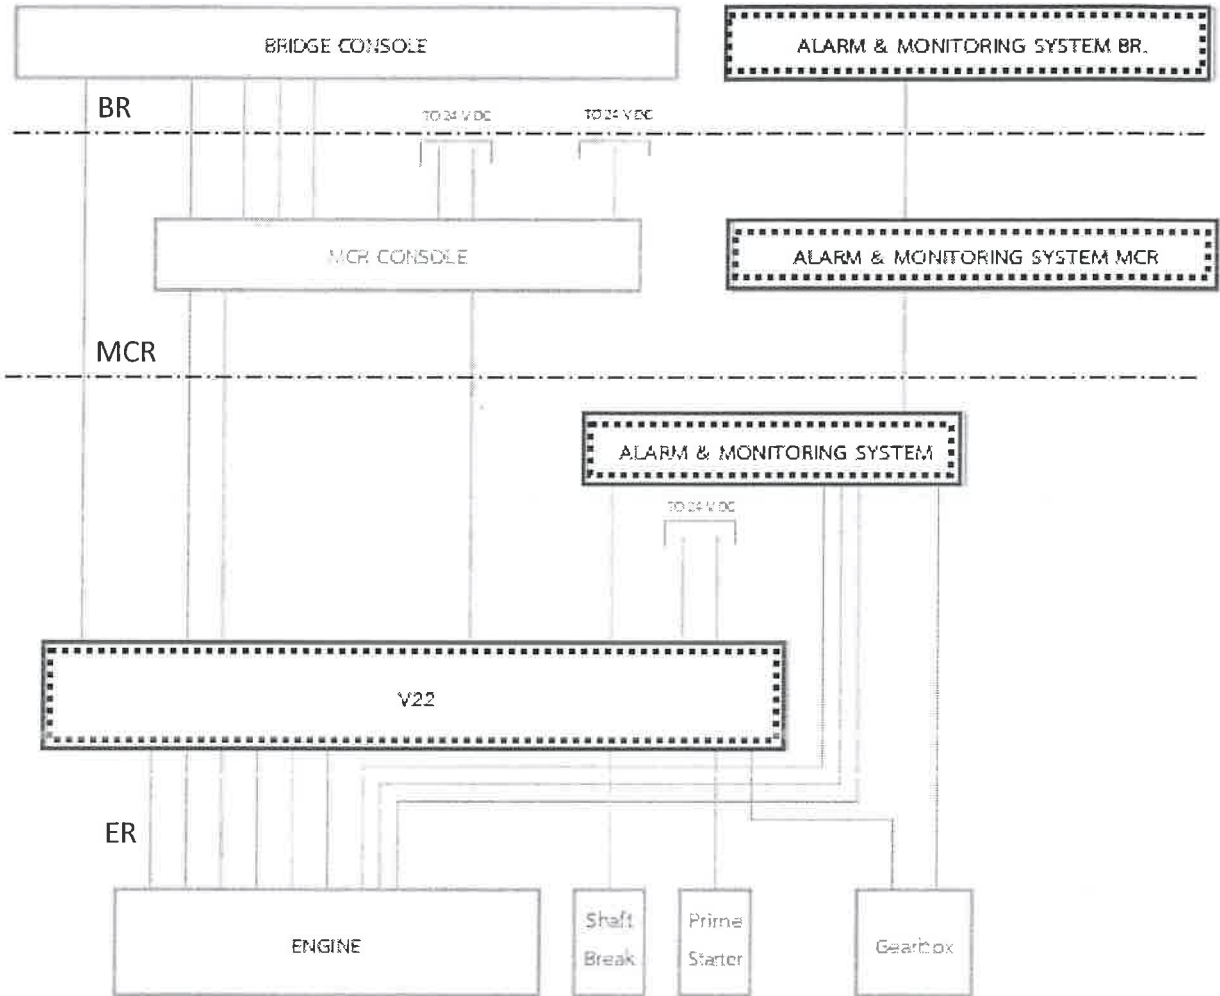 BRIDGE CONSOLE
ALARM & MONITORING SYSTEM BR.
BR
TO 24 V DC
TO 24 V DC
MCR CONSOLE
ALARM & MONITORING SYSTEM MCR
MCR
ALARM & MONITORING SYSTEM
TO 24 V DC
V22
ER
ENGINE
Shaft
Break
Prime
Starter
Gearbox